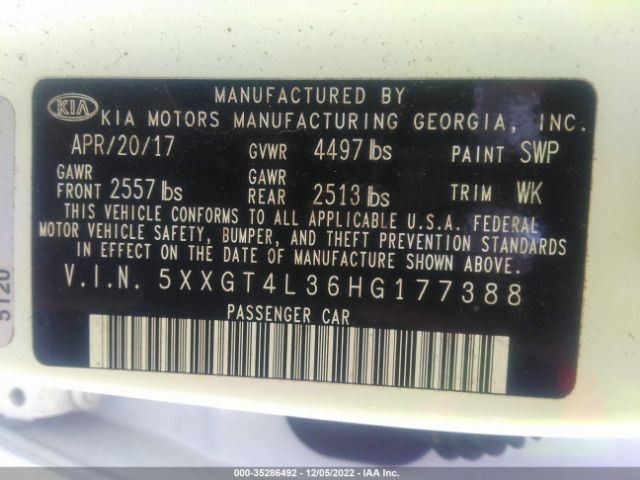 MANUFACTURED BY
KIA
KIA MOTORS MANUFACTURING GEORGIA, INC.
APR/20/17 GVWR 4497 lbs PAINT SWP
GAWR FRONT 2557 lbs GAWR REAR 2513 lbs TRIM WK
THIS VEHICLE CONFORMS TO ALL APPLICABLE U.S.A. FEDERAL
MOTOR VEHICLE SAFETY, BUMPER, AND THEFT PREVENTION STANDARDS
IN EFFECT ON THE DATE OF MANUFACTURE SHOWN ABOVE.
V.I.N. 5XXGT4L36HG177388
PASSENGER CAR
5120
000-35286492 - 12/05/2022 - IAA Inc.